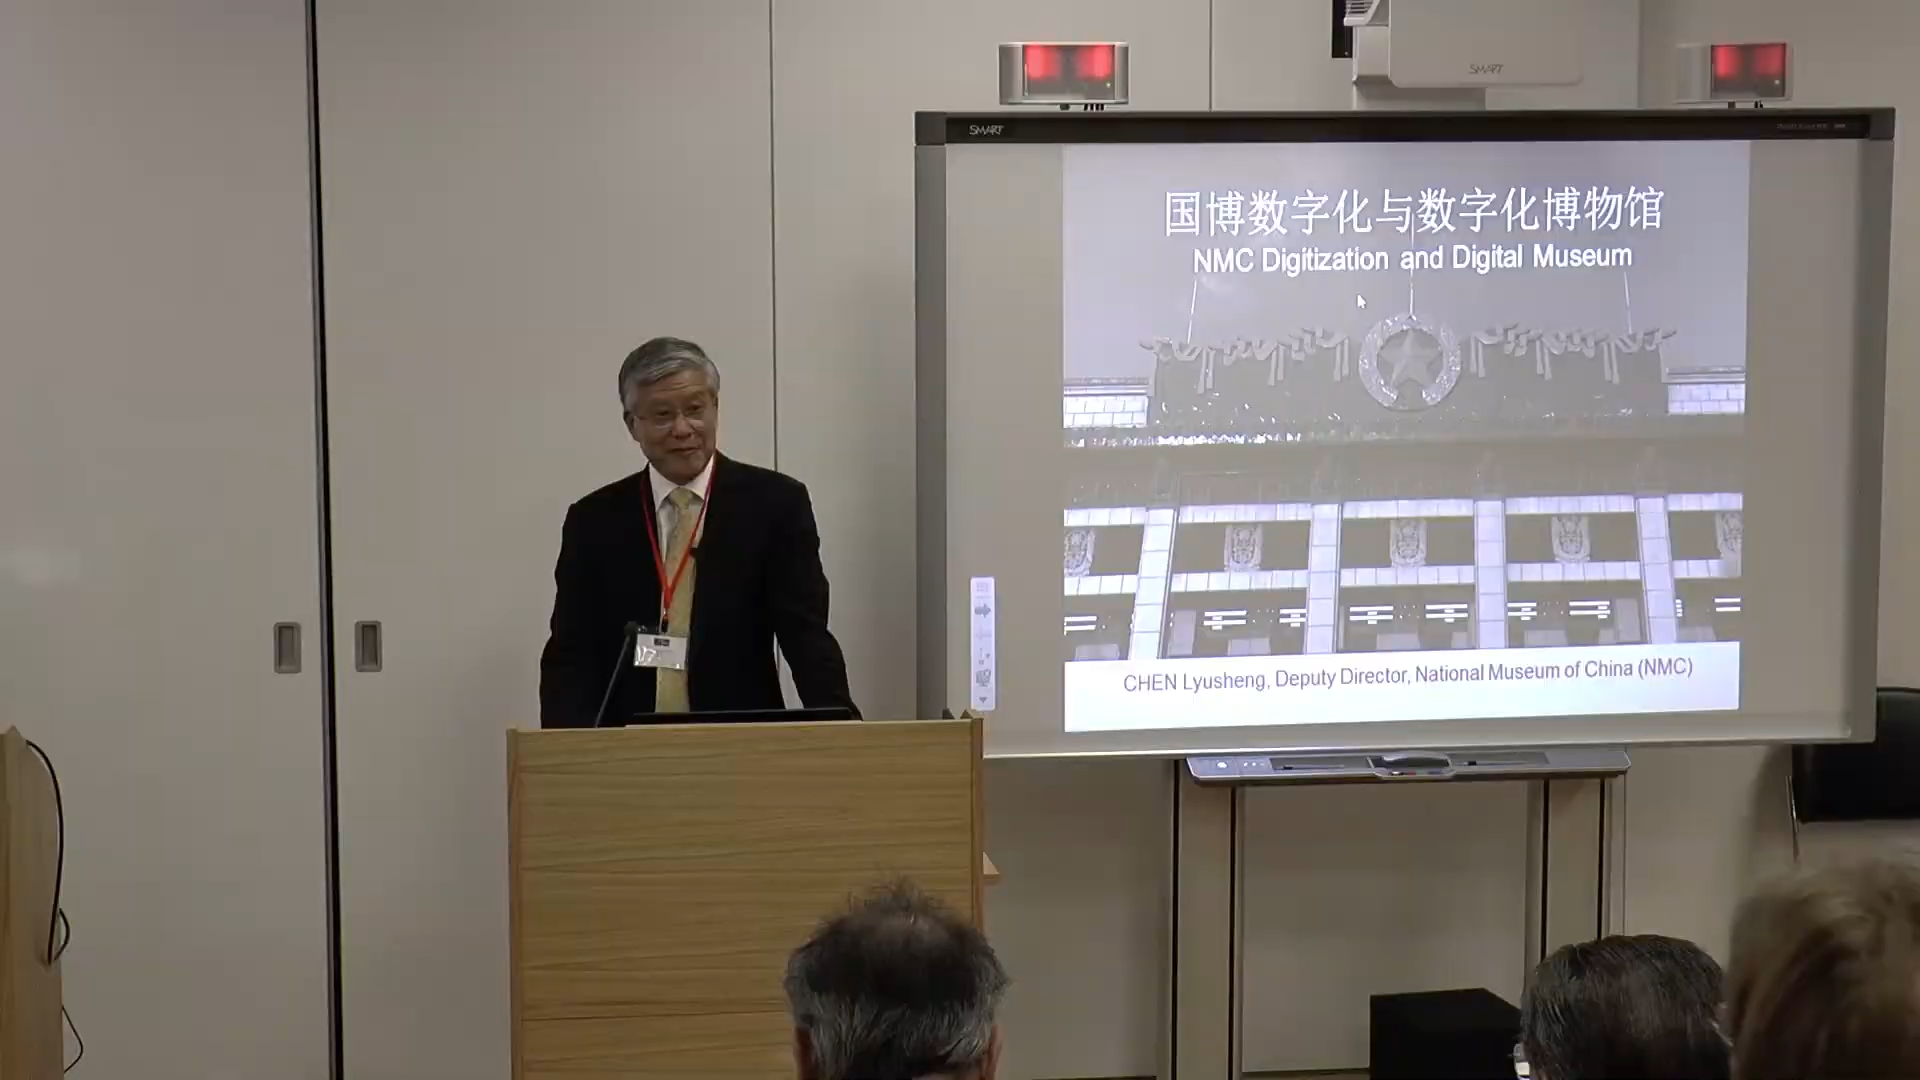 SMART
SMART
国博数字化与数字化博物馆
NMC Digitization and Digital Museum
CHEN Lyusheng, Deputy Director, National Museum of China (NMC)